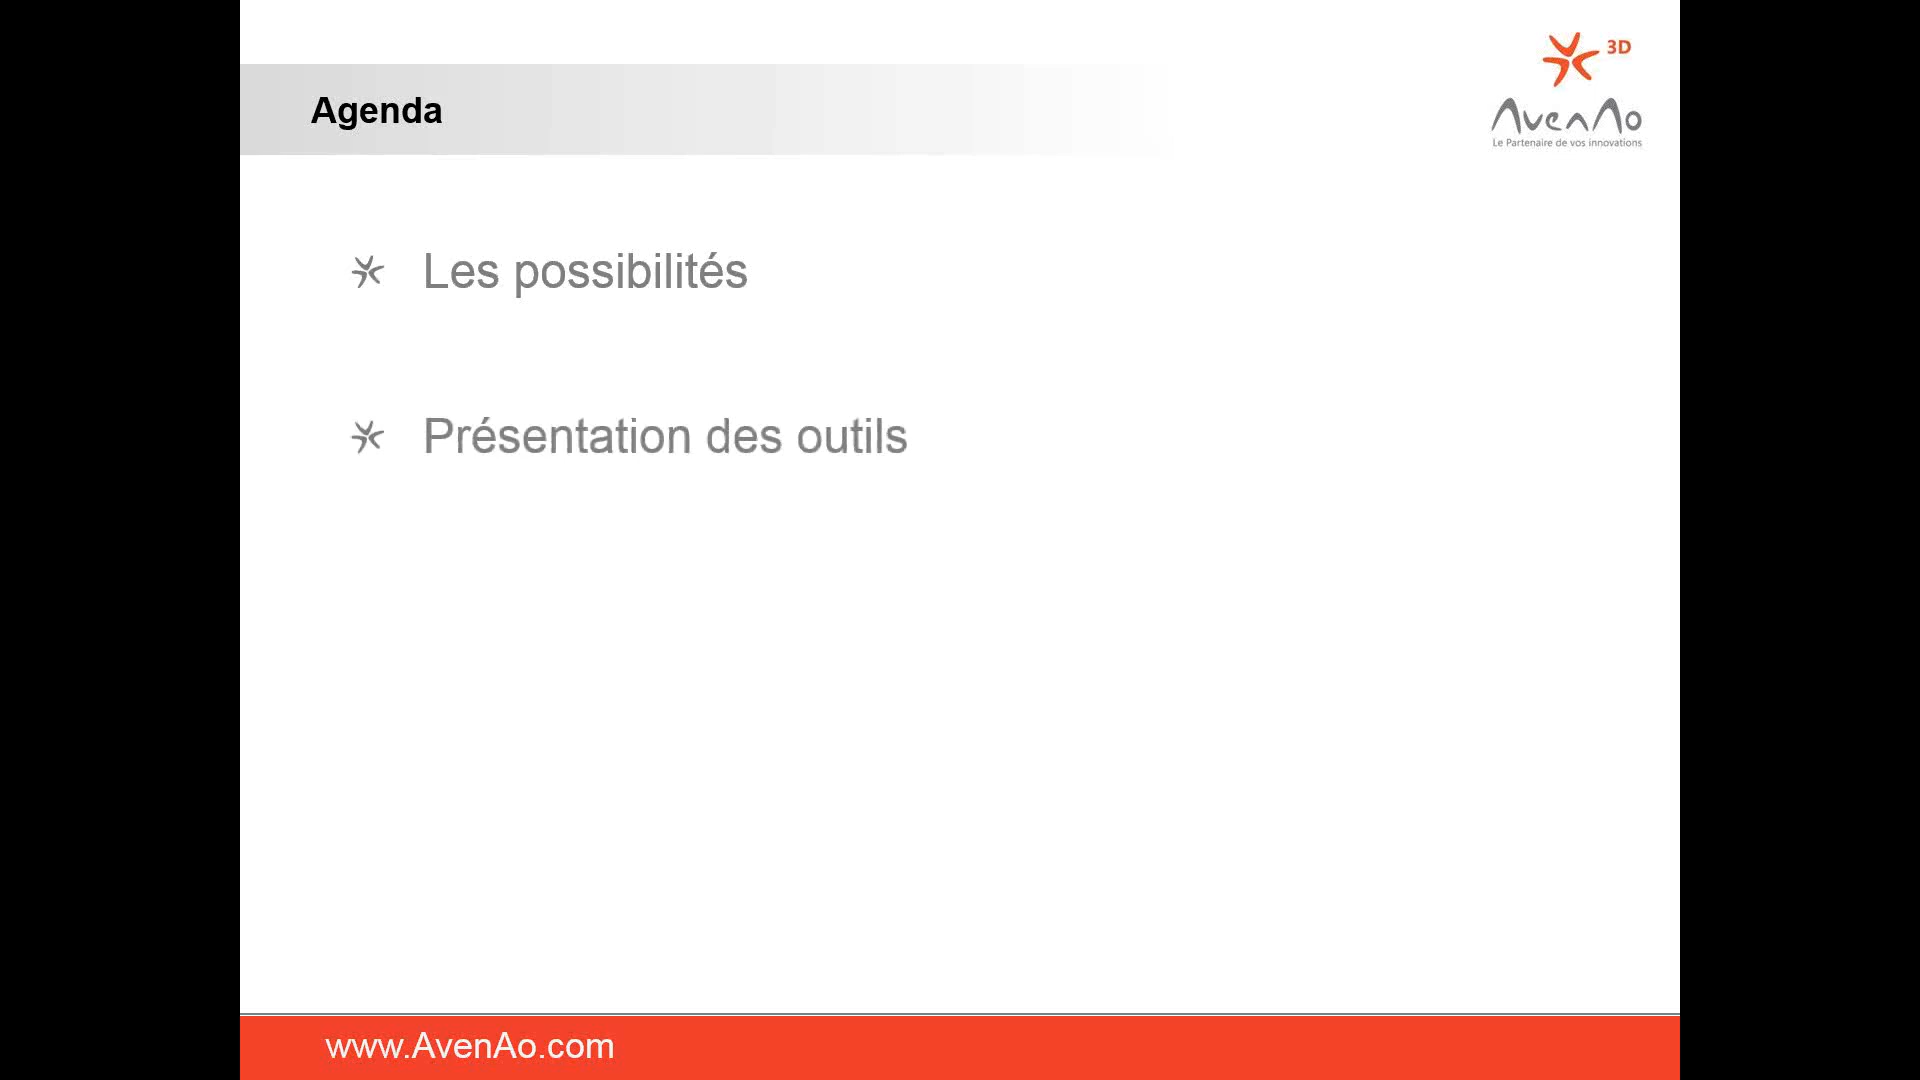 3D
AvenAo
Le Partenaire de vos innovations
Agenda
Les possibilités
Présentation des outils
www.AvenAo.com